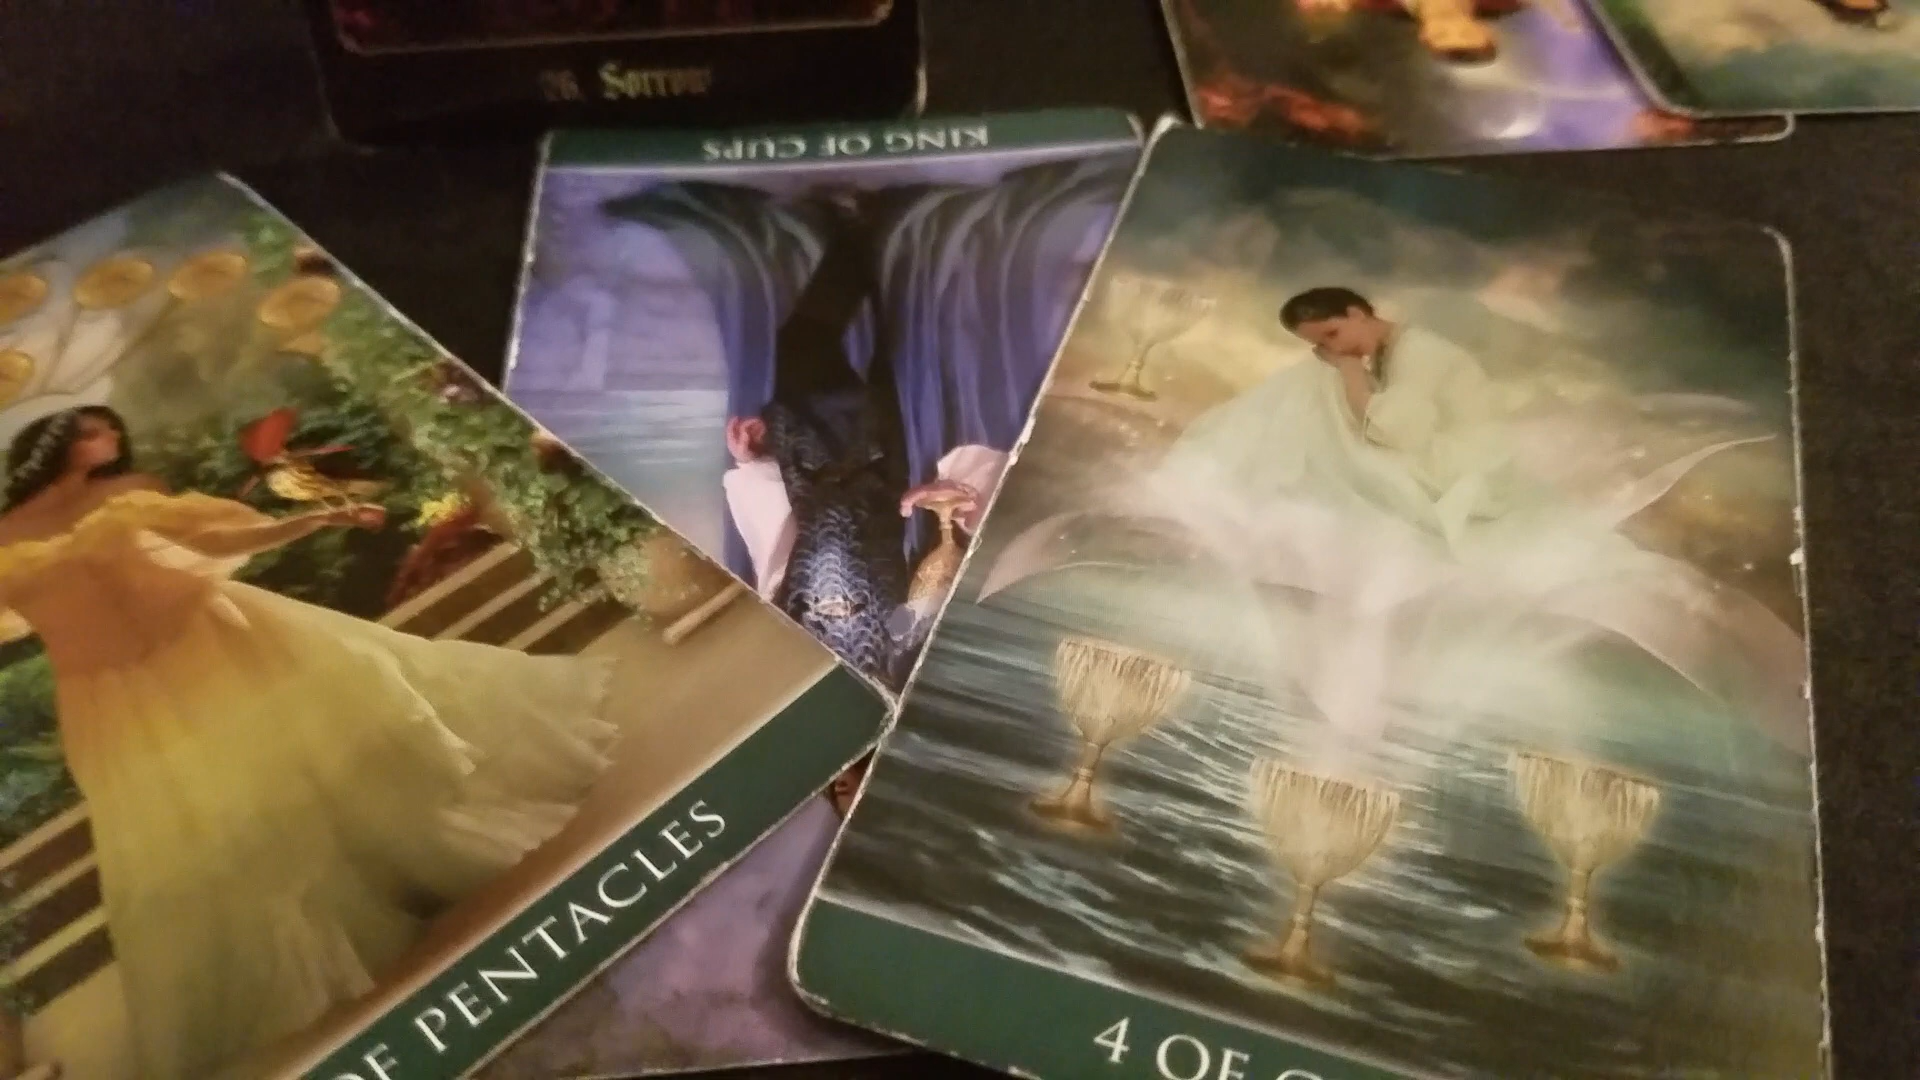 26. Sorrow
KING OF CUPS
OF PENTACLES
4 OF